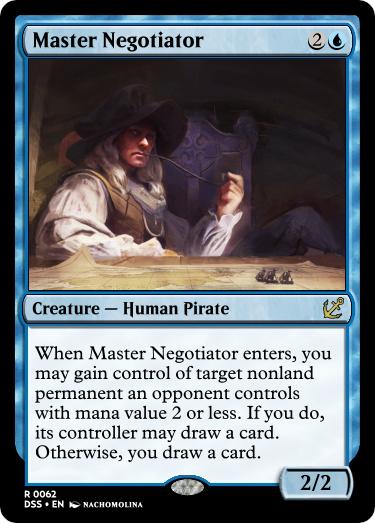 Master Negotiator 2
Creature — Human Pirate
When Master Negotiator enters, you
may gain control of target nonland
permanent an opponent controls
with mana value 2 or less. If you do,
its controller may draw a card.
Otherwise, you draw a card.
2/2
R 0062
DSS • EN NACHOMOLINA